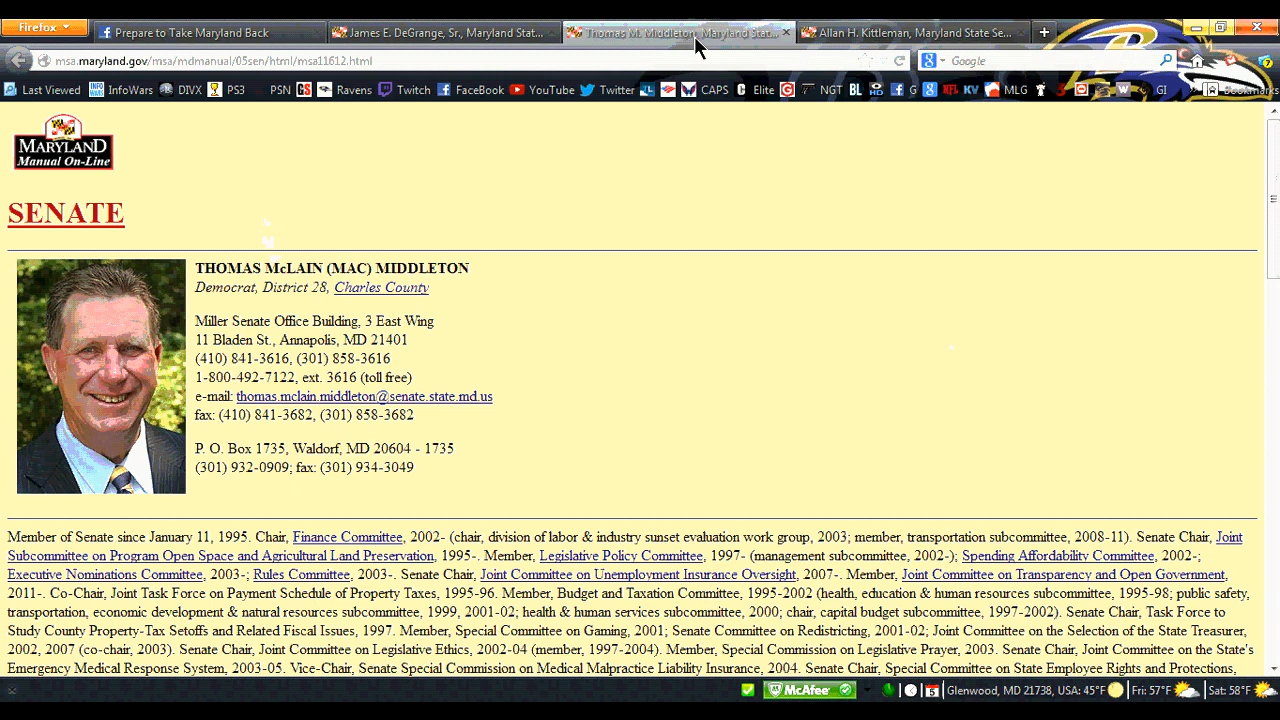 Firefox
Prepare to Take Maryland Back
James E. DeGrange, Sr., Maryland Stat...
Thomas M. Middleton, Maryland Stat...
Allan H. Kittleman, Maryland State Se...
msa.maryland.gov/msa/mdmanual/05sen/html/msa11612.html
Google
Last Viewed
InfoWars
DIVX
PS3
PSN
Ravens
Twitch
FaceBook
YouTube
Twitter
CAPS
Elite
NGT
BL
G
KV
MLG
GI
Bookmarks
MARYLAND
Manual On-Line
SENATE
THOMAS McLAIN (MAC) MIDDLETON
Democrat, District 28, Charles County
Miller Senate Office Building, 3 East Wing
11 Bladen St., Annapolis, MD 21401
(410) 841-3616, (301) 858-3616
1-800-492-7122, ext. 3616 (toll free)
e-mail: thomas.mclain.middleton@senate.state.md.us
fax: (410) 841-3682, (301) 858-3682
P. O. Box 1735, Waldorf, MD 20604 - 1735
(301) 932-0909; fax: (301) 934-3049
Member of Senate since January 11, 1995. Chair, Finance Committee, 2002- (chair, division of labor & industry sunset evaluation work group, 2003; member, transportation subcommittee, 2008-11). Senate Chair, Joint
Subcommittee on Program Open Space and Agricultural Land Preservation, 1995-. Member, Legislative Policy Committee, 1997- (management subcommittee, 2002-); Spending Affordability Committee, 2002-;
Executive Nominations Committee, 2003-; Rules Committee, 2003-. Senate Chair, Joint Committee on Unemployment Insurance Oversight, 2007-. Member, Joint Committee on Transparency and Open Government,
2011-. Co-Chair, Joint Task Force on Payment Schedule of Property Taxes, 1995-96. Member, Budget and Taxation Committee, 1995-2002 (health, education & human resources subcommittee, 1995-98; public safety,
transportation, economic development & natural resources subcommittee, 1999, 2001-02; health & human services subcommittee, 2000; chair, capital budget subcommittee, 1997-2002). Senate Chair, Task Force to
Study County Property-Tax Setoffs and Related Fiscal Issues, 1997. Member, Special Committee on Gaming, 2001; Senate Committee on Redistricting, 2001-02; Joint Committee on the Selection of the State Treasurer,
2002, 2007 (co-chair, 2003). Senate Chair, Joint Committee on Legislative Ethics, 2002-04 (member, 1997-2004). Member, Special Commission on Legislative Prayer, 2003. Senate Chair, Joint Committee on the State's
Emergency Medical Response System, 2003-05. Vice-Chair, Senate Special Commission on Medical Malpractice Liability Insurance, 2004. Senate Chair, Special Committee on State Employee Rights and Protections,
McAfee
5
Glenwood, MD 21738, USA: 45°F
Fri: 57°F
Sat: 58°F